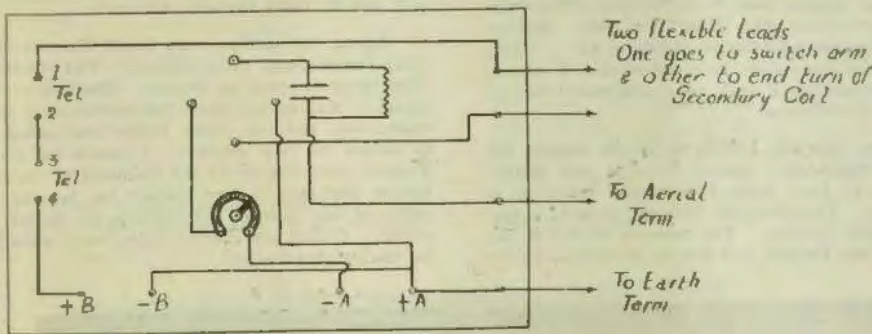 Two flexible leads
One goes to switch arm
& other to end turn of
Secondary Coil
1
Tel
2
3
Tel
4
To Aerial
Term
+B
-B
-A
+A
To Earth
Term